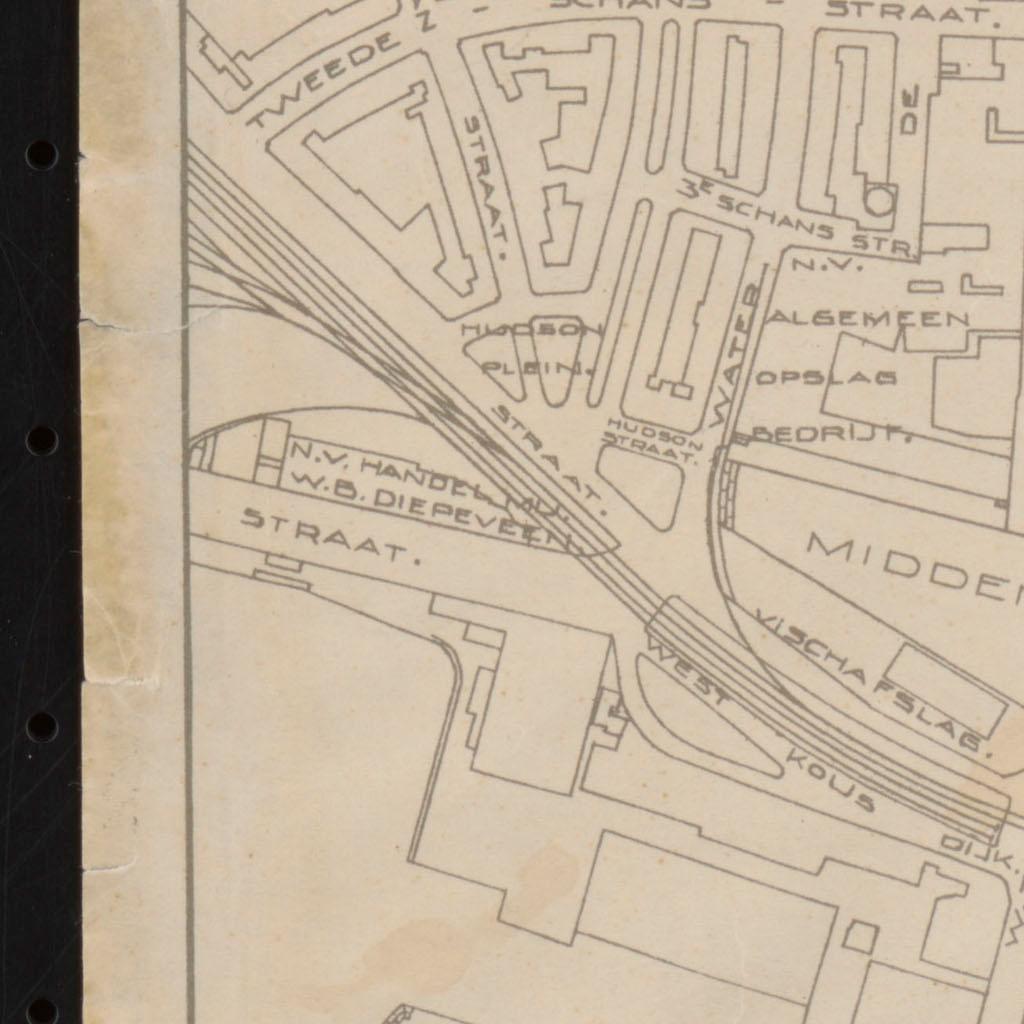 SCHANS - STRAAT.
TWEEDE
Z -
STRAAT.
DE
3E SCHANS STR.
N.V.
ALGEMEEN
OPSLAG
BEDRIJF.
WATER
HUDSON
PLEIN.
HUDSON
STRAAT.
STRAAT.
N.V. HANDEL MIJ.
W.B. DIEPEVEEN.
STRAAT.
MIDDE
VISCHAFSLAG.
WEST
- KOUS
DIJK.